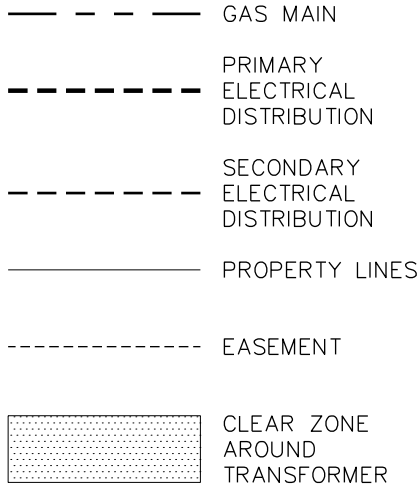 GAS MAIN
PRIMARY
ELECTRICAL
DISTRIBUTION
SECONDARY
ELECTRICAL
DISTRIBUTION
PROPERTY LINES
EASEMENT
CLEAR ZONE
AROUND
TRANSFORMER